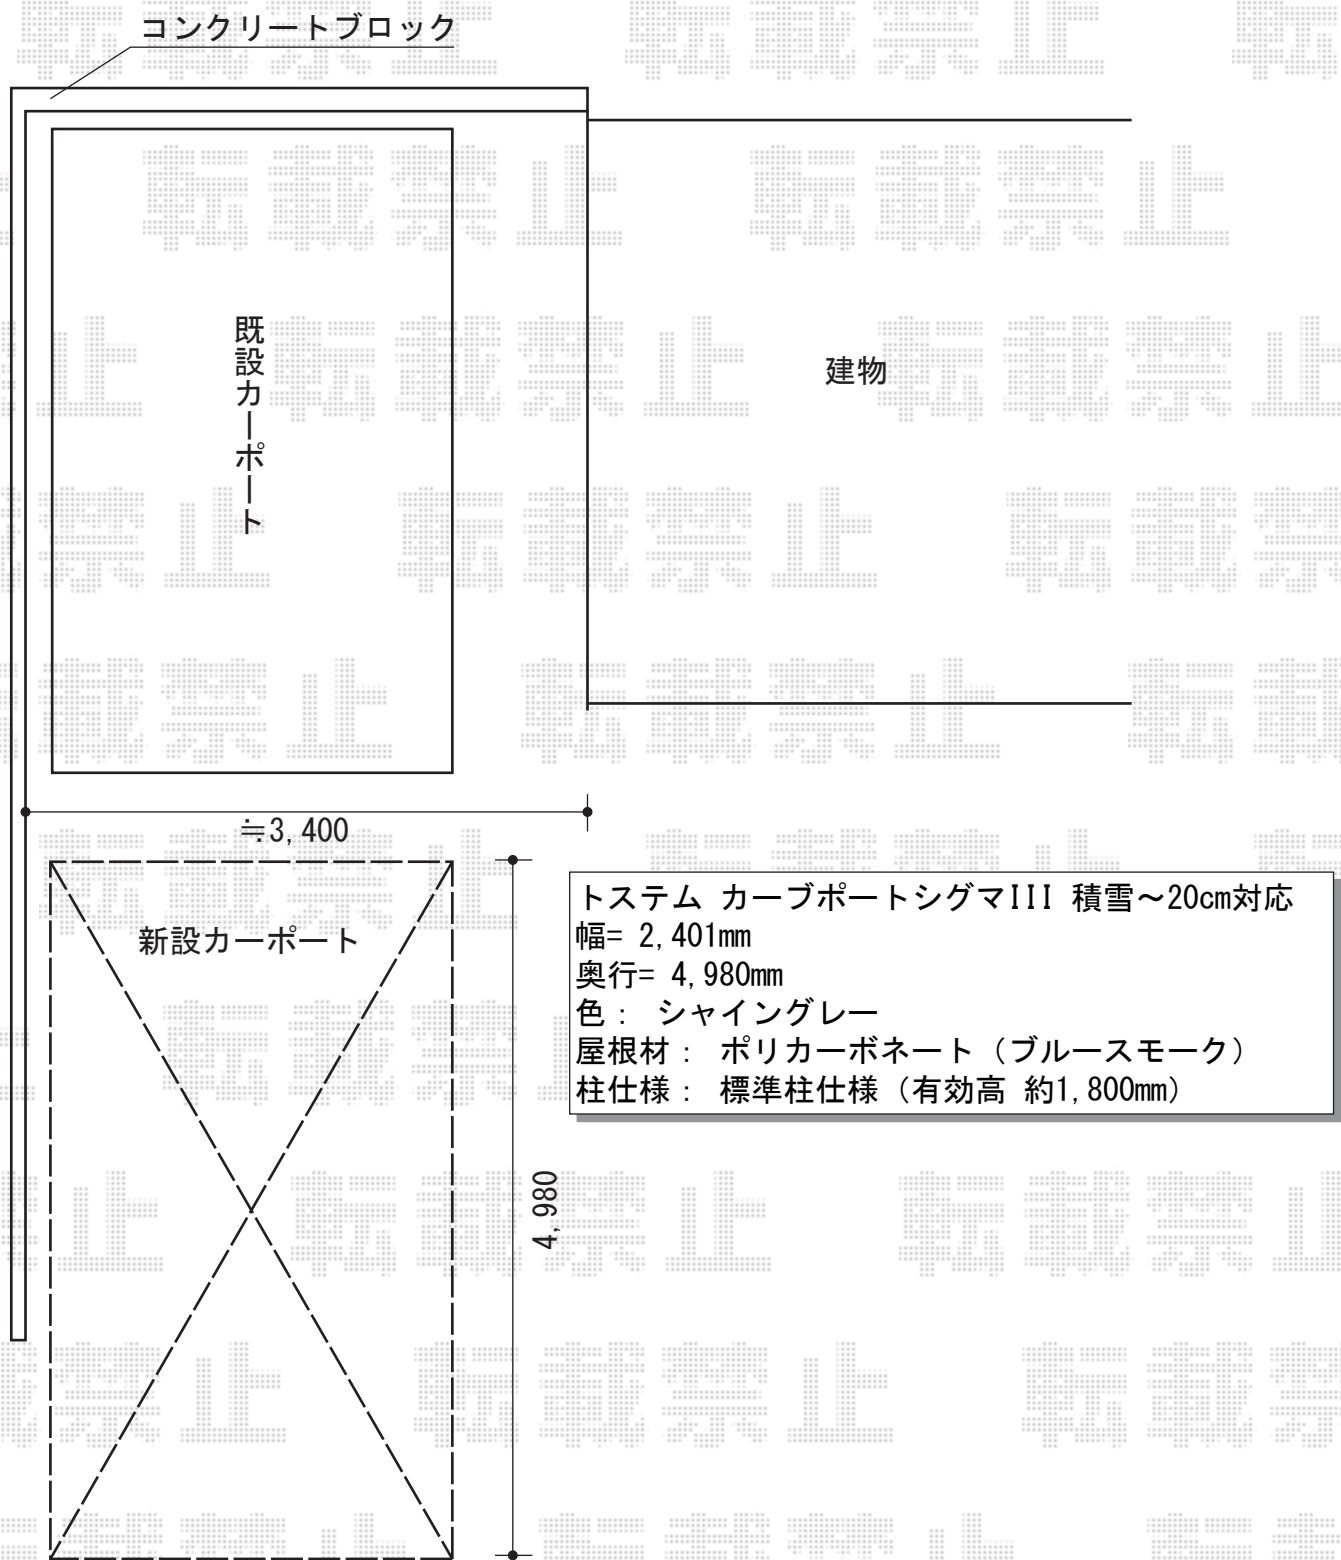 コンクリートブロック
既設カーポート
建物
≒3,400
新設カーポート
トステム カーブポートシグマIII 積雪～20cm対応
幅= 2,401mm
奥行= 4,980mm
色： シャイングレー
屋根材： ポリカーボネート（ブルースモーク）
柱仕様： 標準柱仕様（有効高 約1,800mm）
4,980
転載禁止